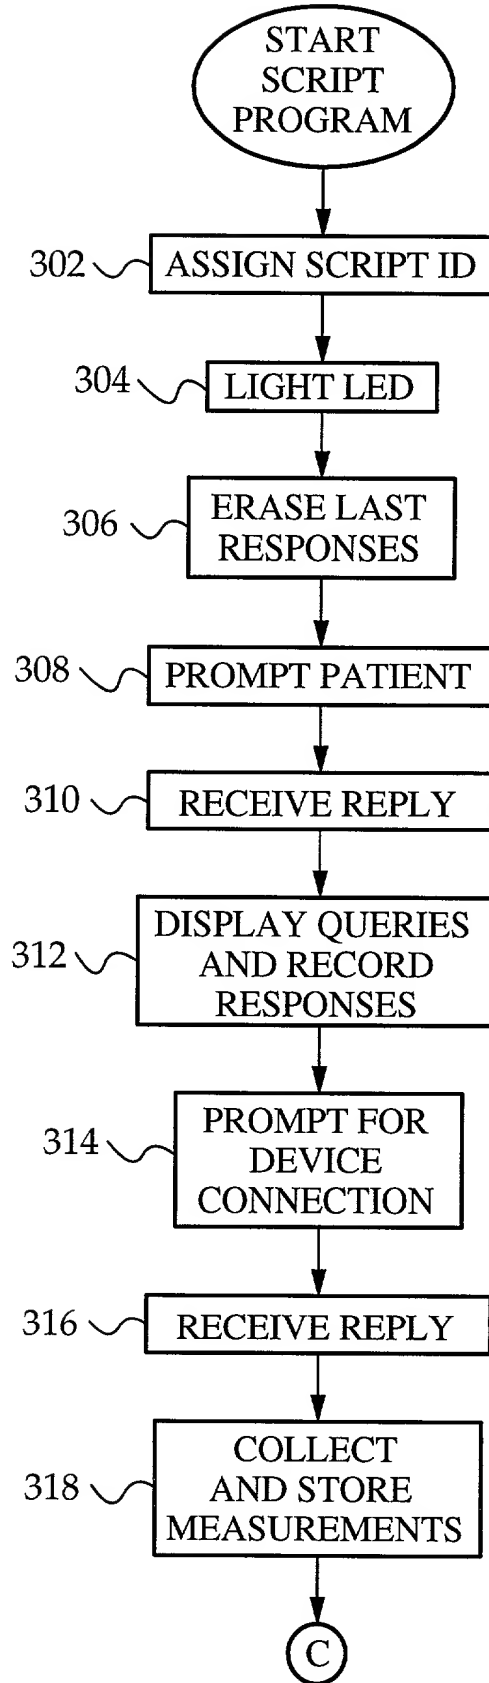 START
SCRIPT
PROGRAM
302
ASSIGN SCRIPT ID
304
LIGHT LED
306
ERASE LAST
RESPONSES
308
PROMPT PATIENT
310
RECEIVE REPLY
312
DISPLAY QUERIES
AND RECORD
RESPONSES
314
PROMPT FOR
DEVICE
CONNECTION
316
RECEIVE REPLY
318
COLLECT
AND STORE
MEASUREMENTS
C